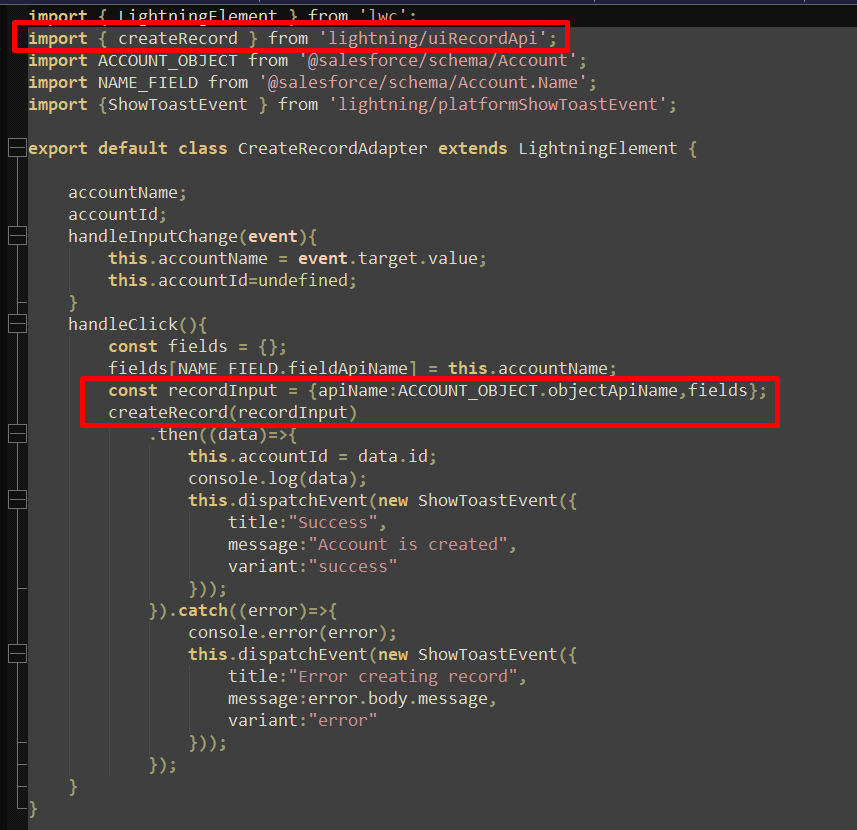 import { LightningElement } from 'lwc';
import { createRecord } from 'lightning/uiRecordApi';
import ACCOUNT_OBJECT from '@salesforce/schema/Account';
import NAME_FIELD from '@salesforce/schema/Account.Name';
import {ShowToastEvent } from 'lightning/platformShowToastEvent';

export default class CreateRecordAdapter extends LightningElement {

    accountName;
    accountId;
    handleInputChange(event){
        this.accountName = event.target.value;
        this.accountId=undefined;
    }
    handleClick(){
        const fields = {};
        fields[NAME_FIELD.fieldApiName] = this.accountName;
        const recordInput = {apiName:ACCOUNT_OBJECT.objectApiName,fields};
        createRecord(recordInput)
            .then((data)=>{
                this.accountId = data.id;
                console.log(data);
                this.dispatchEvent(new ShowToastEvent({
                    title:"Success",
                    message:"Account is created",
                    variant:"success"
                }));
            }).catch((error)=>{
                console.error(error);
                this.dispatchEvent(new ShowToastEvent({
                    title:"Error creating record",
                    message:error.body.message,
                    variant:"error"
                }));
            });
    }
}